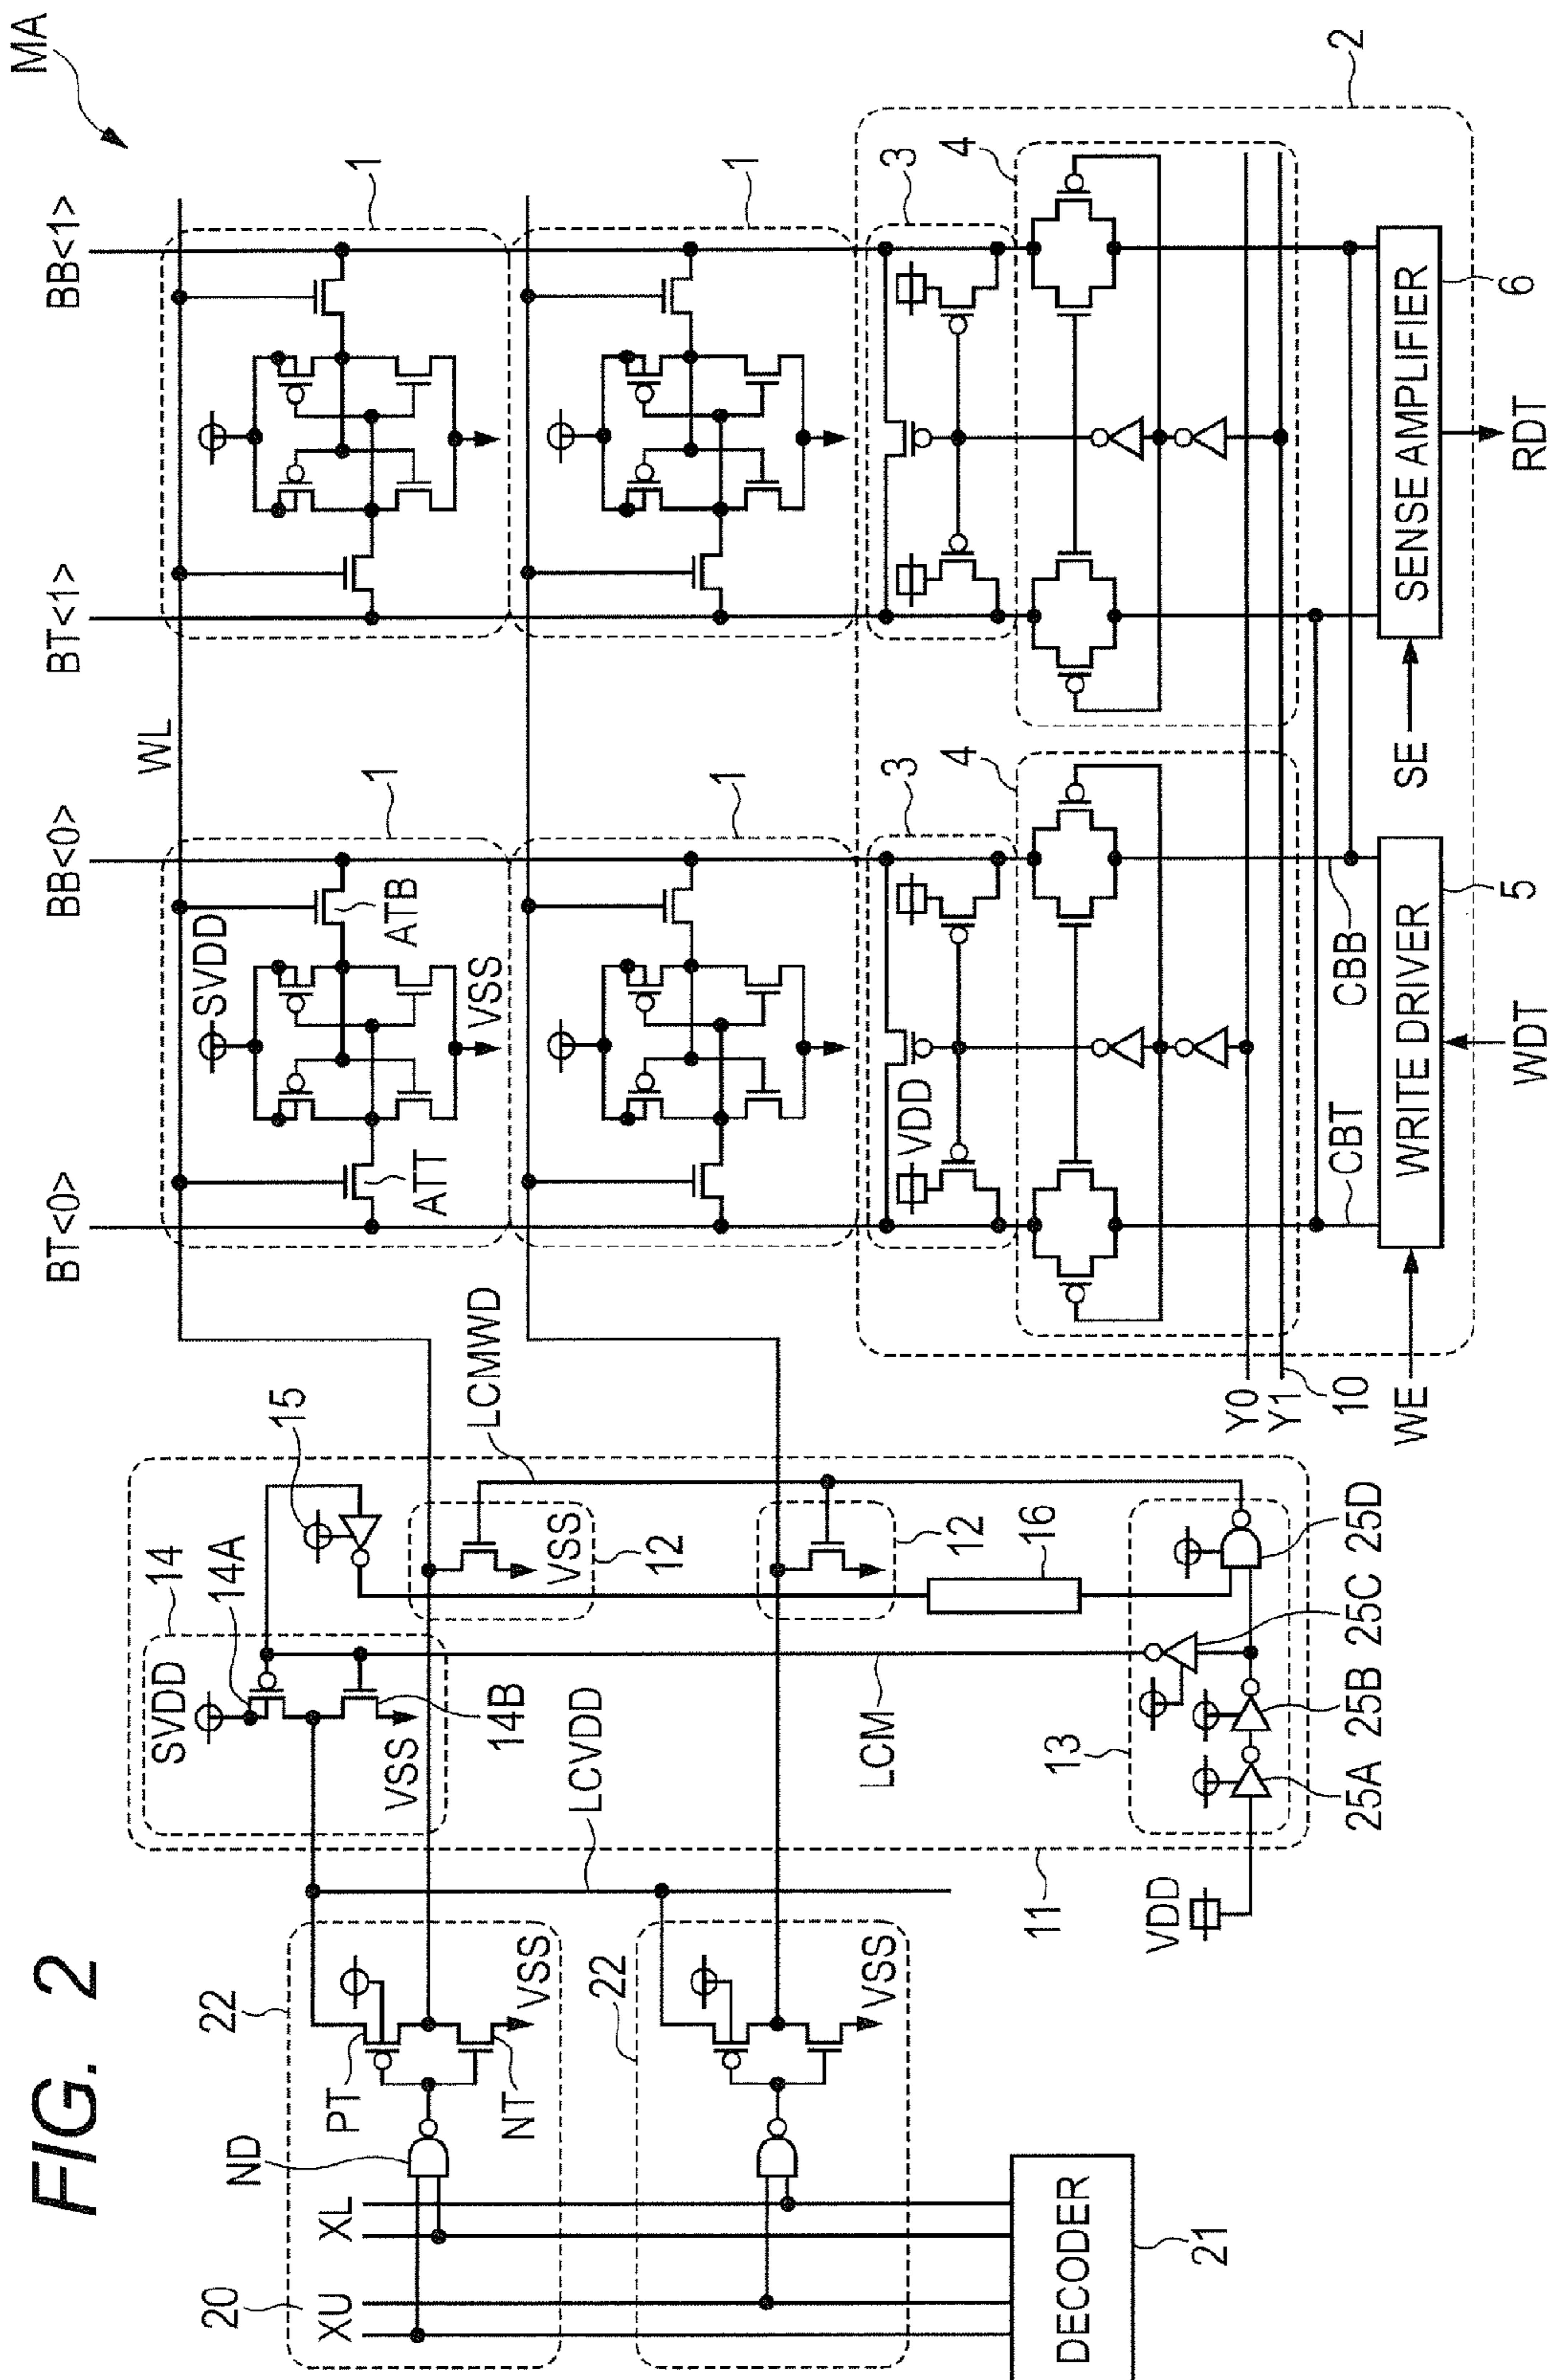 FIG. 2
MA
BT<0>
BB<0>
BT<1>
BB<1>
WL
1
1
1
1
SVDD
ATT
ATB
VSS
2
3
3
VDD
4
4
Y0
Y1
10
CBT
CBB
WE
WRITE DRIVER
5
WDT
SE
SENSE AMPLIFIER
6
RDT
14
SVDD
14A
15
VSS
14B
LCMWD
VSS
12
12
16
LCVDD
LCM
13
11
VDD
25A
25B
25C
25D
20
22
22
XU
XL
ND
PT
NT
VSS
VSS
DECODER
21